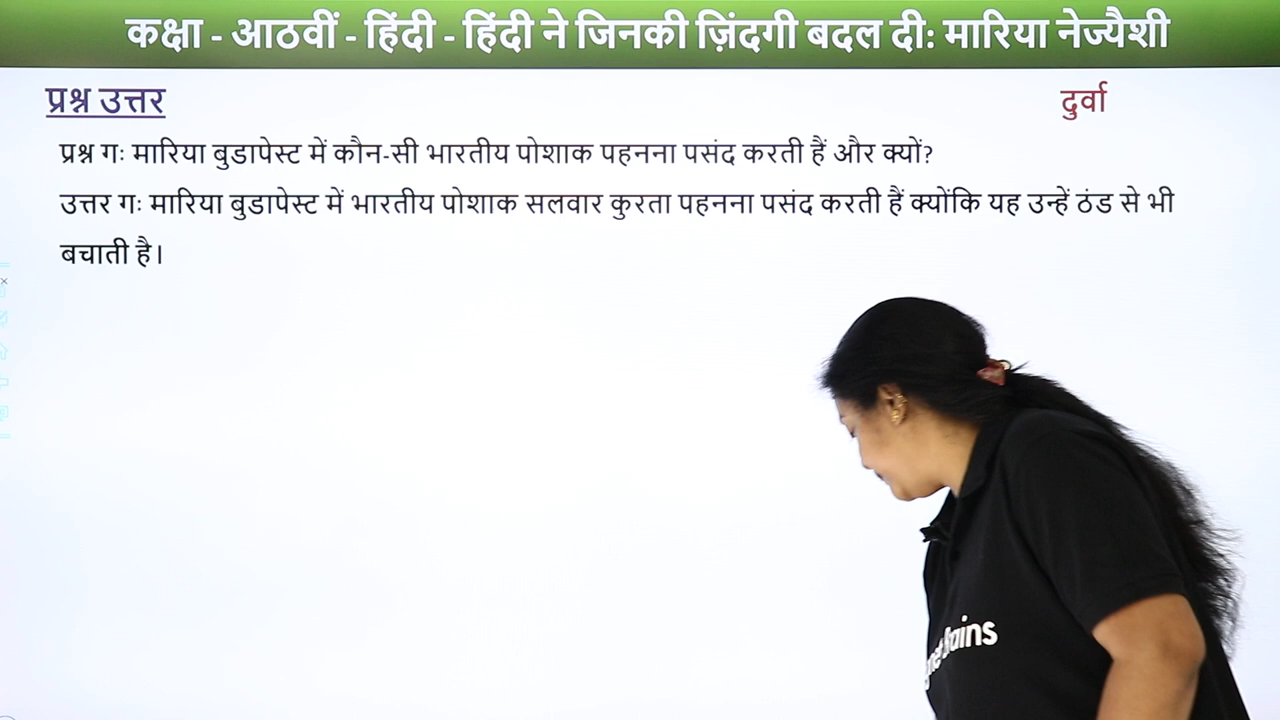 कक्षा - आठवीं - हिंदी - हिंदी ने जिनकी ज़िंदगी बदल दी: मारिया नेज्यैशी
प्रश्न उत्तर
दुर्वा
प्रश्न गः मारिया बुडापेस्ट में कौन-सी भारतीय पोशाक पहनना पसंद करती हैं और क्यों?
उत्तर गः मारिया बुडापेस्ट में भारतीय पोशाक सलवार कुरता पहनना पसंद करती हैं क्योंकि यह उन्हें ठंड से भी
बचाती है।